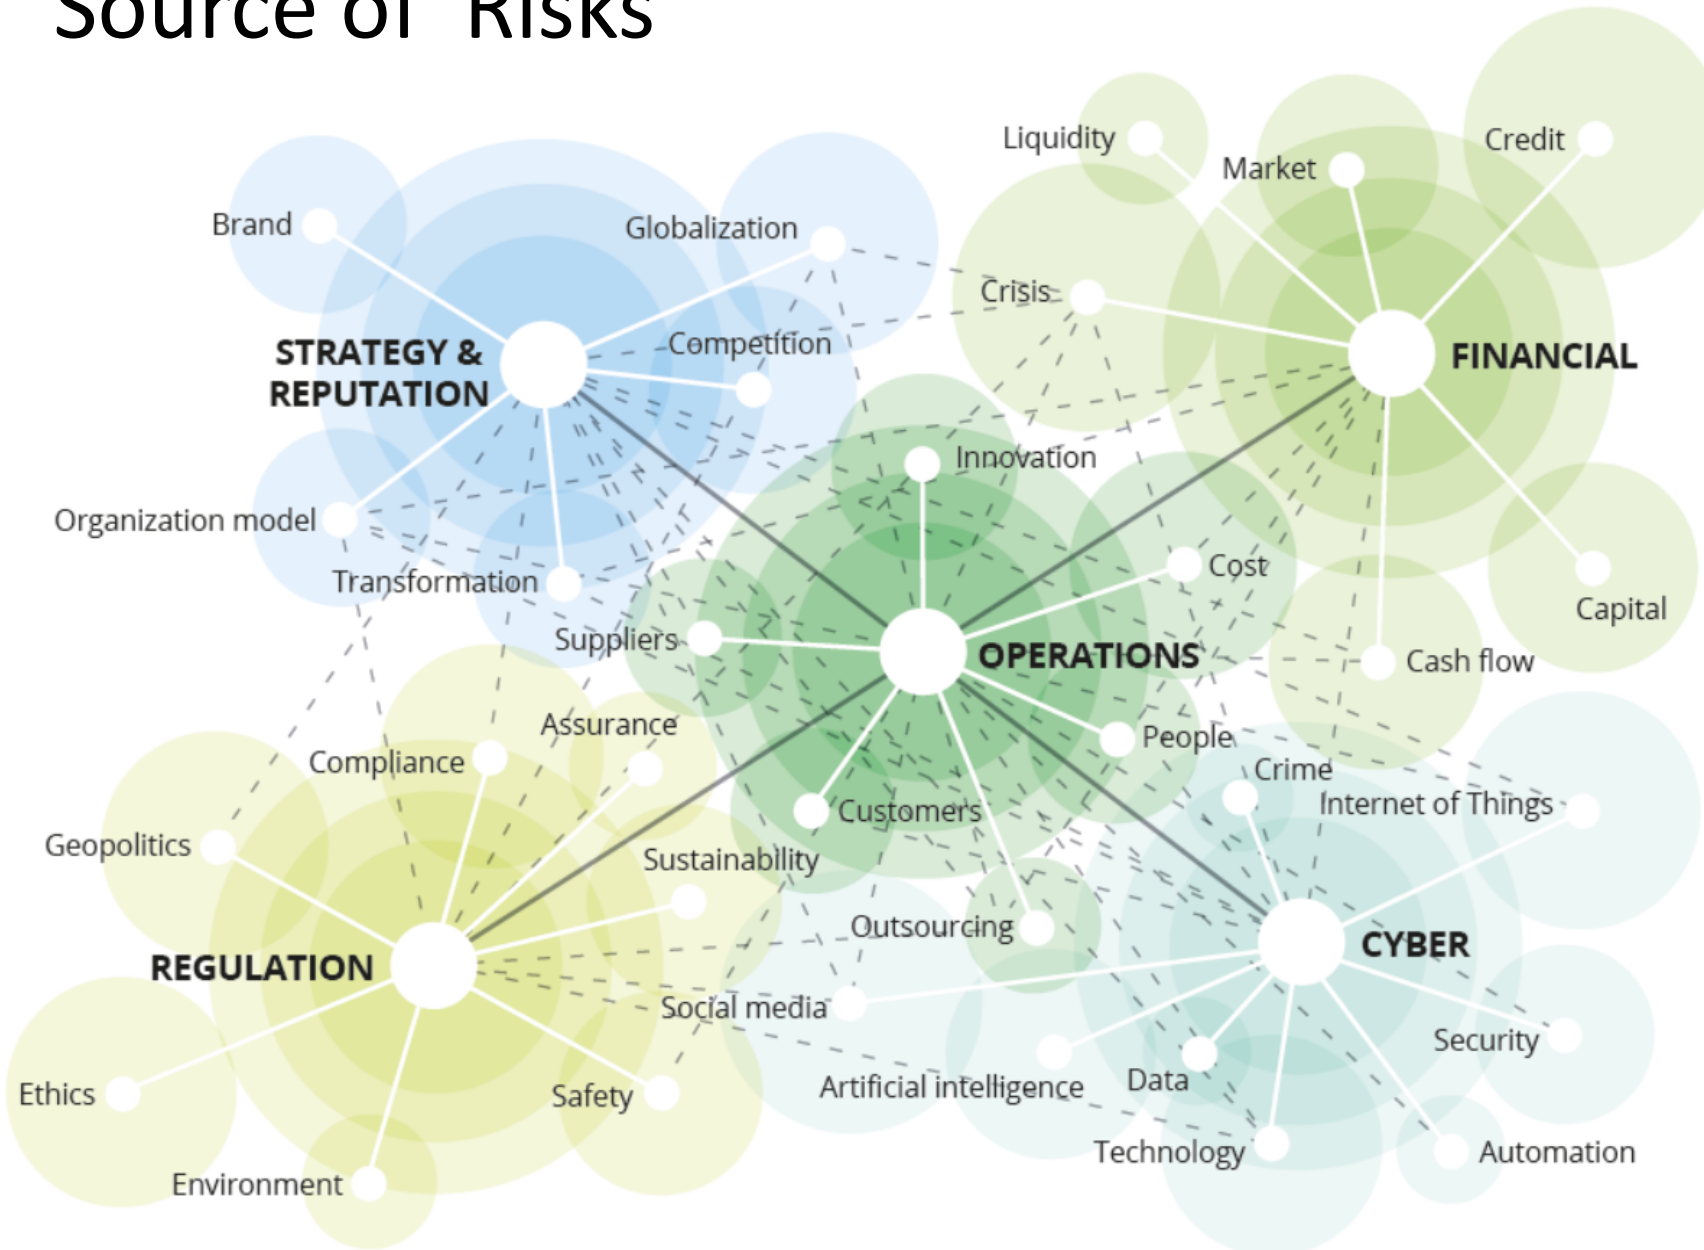 Source of Risks
Liquidity
Market
Credit
Brand
Globalization
Crisis
Competition
STRATEGY &
REPUTATION
FINANCIAL
Innovation
Organization model
Transformation
Cost
Capital
Suppliers
OPERATIONS
Cash flow
Assurance
People
Compliance
Crime
Internet of Things
Customers
Geopolitics
Sustainability
Outsourcing
CYBER
REGULATION
Social media
Security
Artificial intelligence
Data
Ethics
Safety
Technology
Automation
Environment